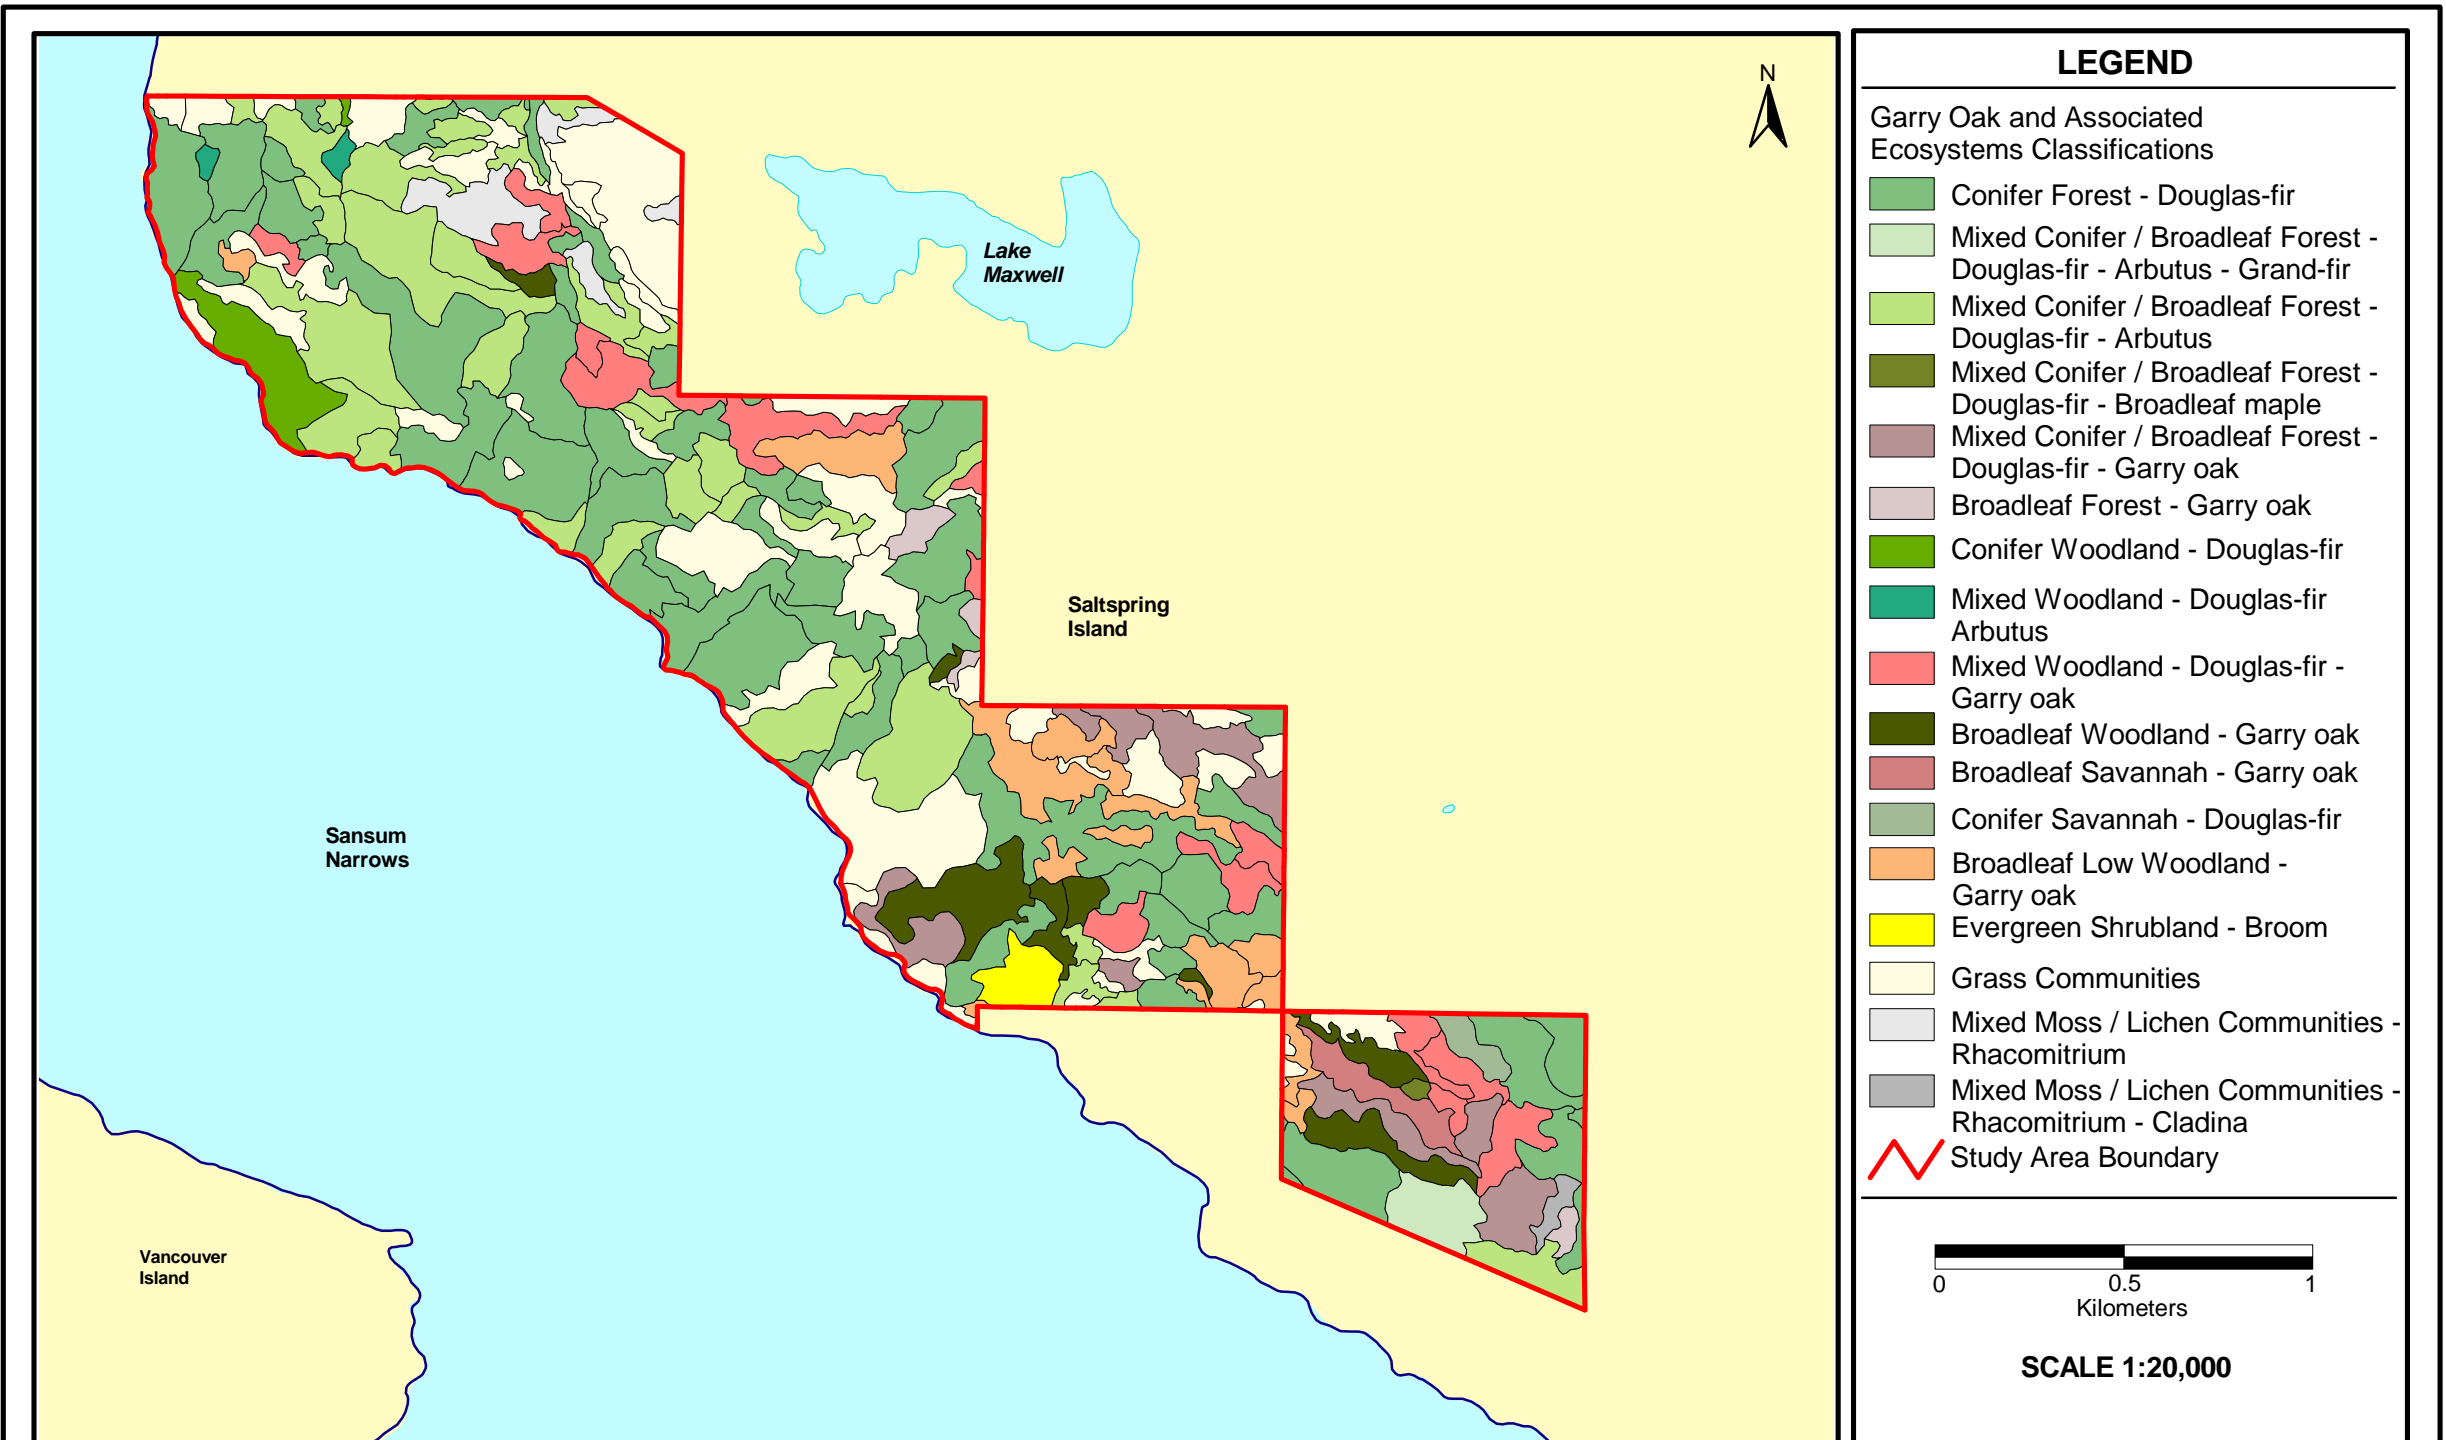 N
Lake
Maxwell
Saltspring
Island
Sansum
Narrows
Vancouver
Island
LEGEND
Garry Oak and Associated
Ecosystems Classifications
Conifer Forest - Douglas-fir
Mixed Conifer / Broadleaf Forest -
Douglas-fir - Arbutus - Grand-fir
Mixed Conifer / Broadleaf Forest -
Douglas-fir - Arbutus
Mixed Conifer / Broadleaf Forest -
Douglas-fir - Broadleaf maple
Mixed Conifer / Broadleaf Forest -
Douglas-fir - Garry oak
Broadleaf Forest - Garry oak
Conifer Woodland - Douglas-fir
Mixed Woodland - Douglas-fir
Arbutus
Mixed Woodland - Douglas-fir -
Garry oak
Broadleaf Woodland - Garry oak
Broadleaf Savannah - Garry oak
Conifer Savannah - Douglas-fir
Broadleaf Low Woodland -
Garry oak
Evergreen Shrubland - Broom
Grass Communities
Mixed Moss / Lichen Communities -
Rhacomitrium
Mixed Moss / Lichen Communities -
Rhacomitrium - Cladina
Study Area Boundary
0 0.5 1
Kilometers
SCALE 1:20,000